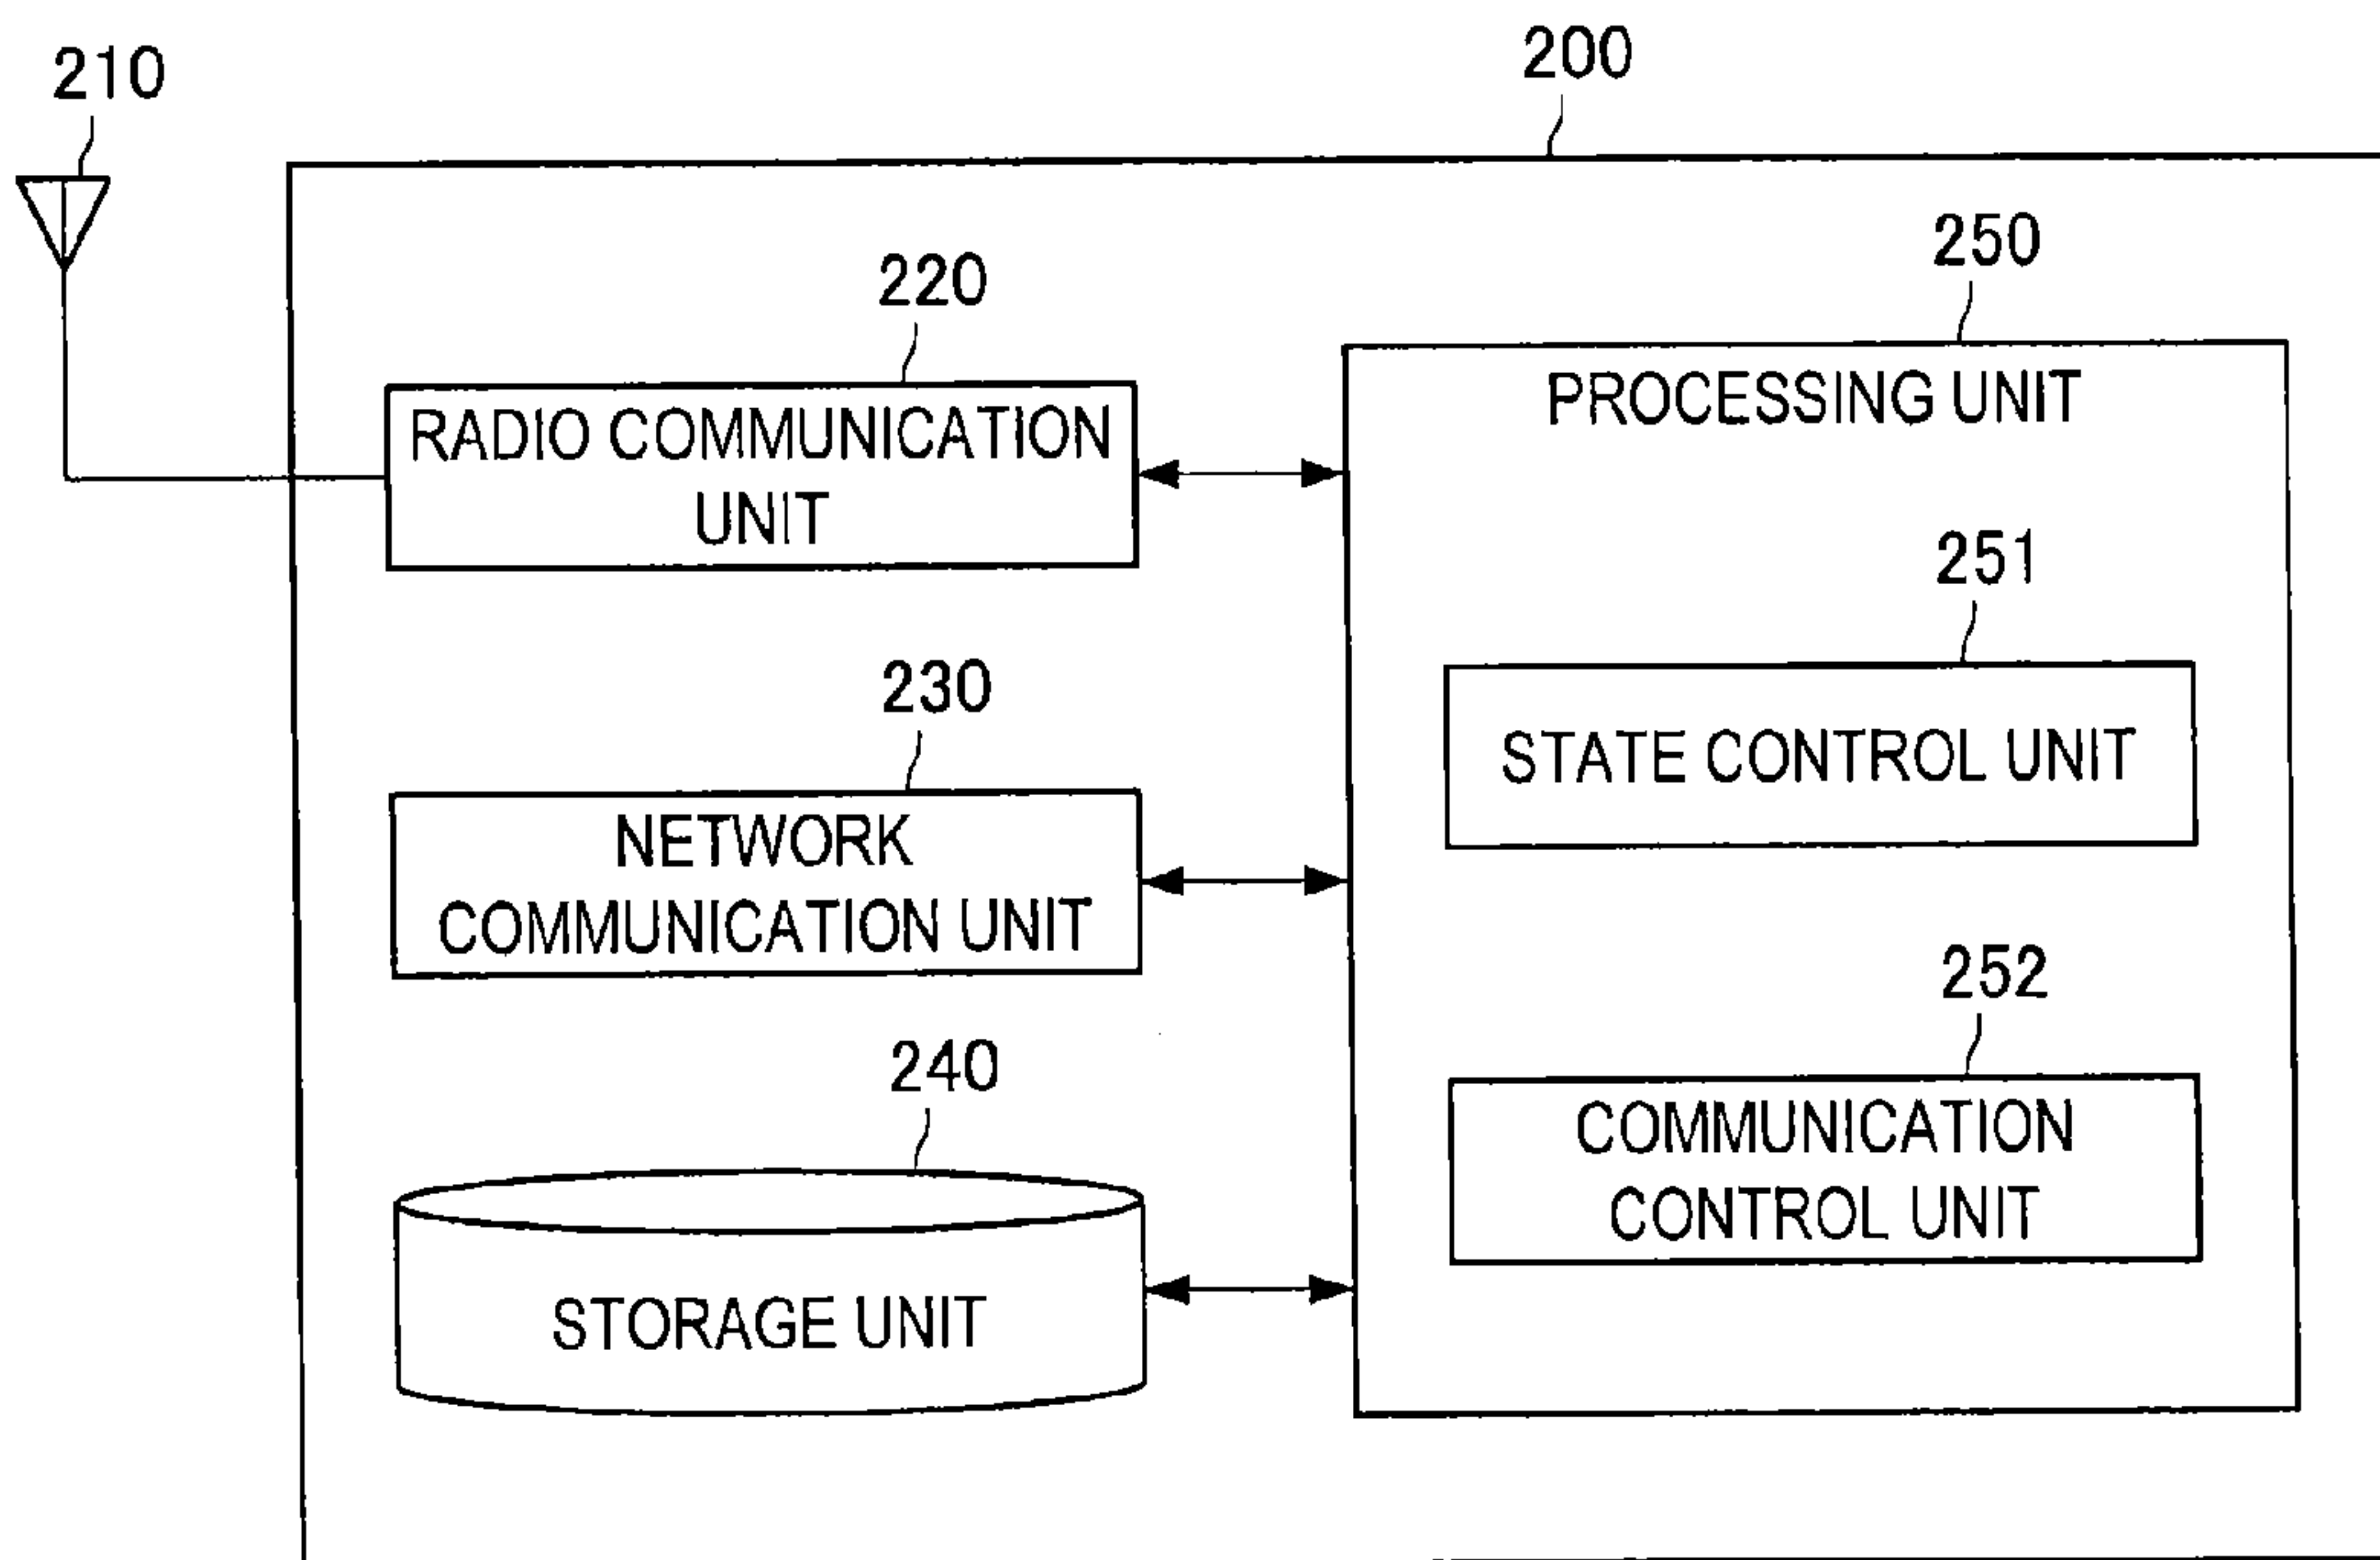 200
210
250
220
PROCESSING UNIT
RADIO COMMUNICATION
UNIT
251
230
STATE CONTROL UNIT
NETWORK
COMMUNICATION UNIT
252
240
COMMUNICATION
CONTROL UNIT
STORAGE UNIT